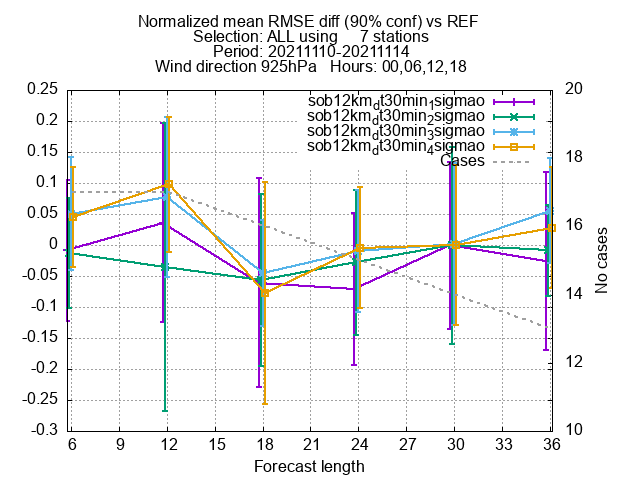 Normalized mean RMSE diff (90% conf) vs REF
Selection: ALL using 7 stations
Period: 20211110-20211114
Wind direction 925hPa Hours: 00,06,12,18
sob12km_dt30min_1sigmao
sob12km_dt30min_2sigmao
sob12km_dt30min_3sigmao
sob12km_dt30min_4sigmao
Cases
0.25
0.2
0.15
0.1
0.05
0
-0.05
-0.1
-0.15
-0.2
-0.25
-0.3
20
18
16
14
12
10
No cases
6 9 12 15 18 21 24 27 30 33 36
Forecast length